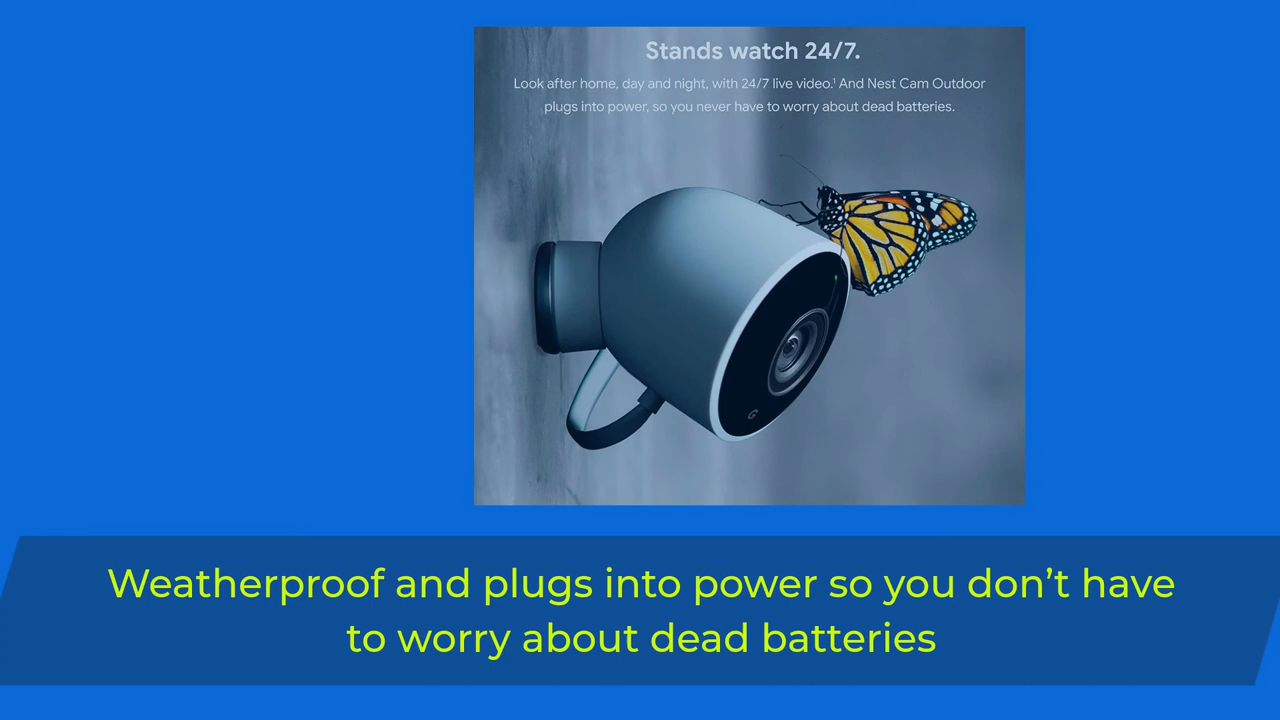 Stands watch 24/7.
Look after home, day and night, with 24/7 live video.¹ And Nest Cam Outdoor
plugs into power, so you never have to worry about dead batteries.
G
Weatherproof and plugs into power so you don’t have
to worry about dead batteries